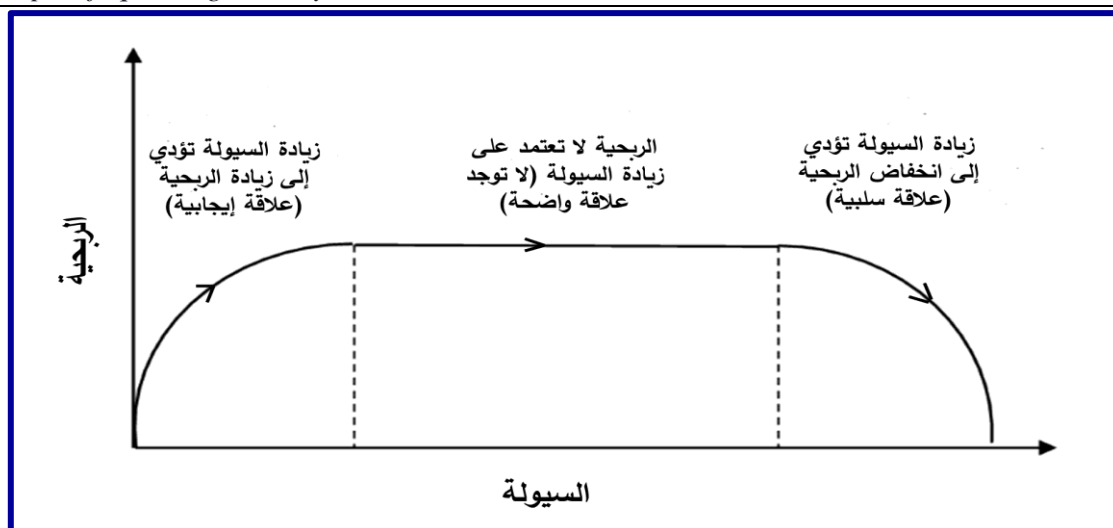 زيادة السيولة تؤدي
إلى انخفاض الربحية
(علاقة سلبية)
الربحية لا تعتمد على
زيادة السيولة (لا توجد
علاقة واضحة)
زيادة السيولة تؤدي
إلى زيادة الربحية
(علاقة إيجابية)
الربحية
السيولة